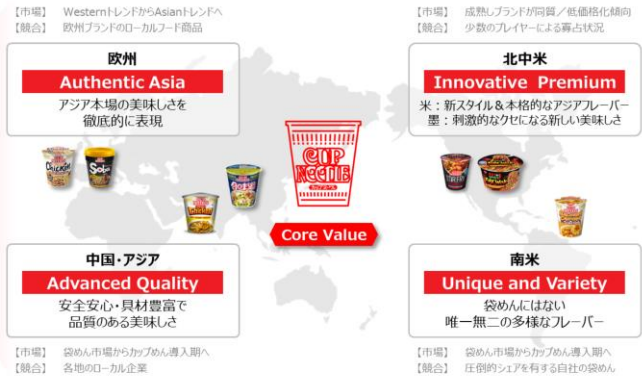 【市場】 WesternトレンドからAsianトレンドへ
【競合】 欧州ブランドのローカルフード商品
欧州
Authentic Asia
アジア本場の美味しさを
徹底的に表現
【市場】 成熟しブランドが同質／低価格化傾向
【競合】 少数のプレイヤーによる寡占状況
北中米
Innovative Premium
米：新スタイル＆本格的なアジアフレーバー
墨：刺激的なクセになる新しい美味しさ
CUP
NOODLE
カップヌードル
Core Value
Chicken
Soba
中国・アジア
Advanced Quality
安全安心・具材豊富で
品質のある美味しさ
【市場】 袋めん市場からカップめん導入期へ
【競合】 各地のローカル企業
南米
Unique and Variety
袋めんにはない
唯一無二の多様なフレーバー
【市場】 袋めん市場からカップめん導入期へ
【競合】 圧倒的シェアを有する自社の袋めん